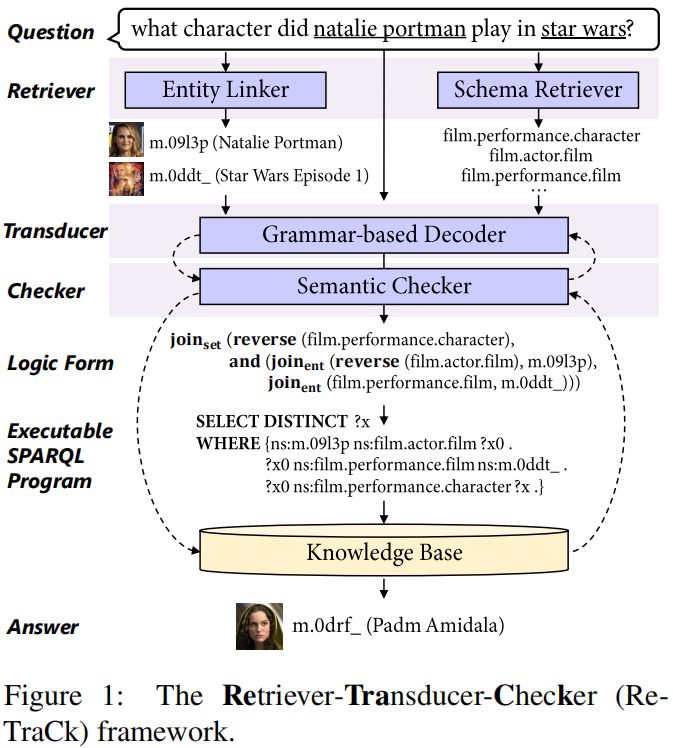 Question
what character did natalie portman play in star wars?
Retriever
Entity Linker
Schema Retriever
m.09l3p (Natalie Portman)
m.0ddt_ (Star Wars Episode 1)
film.performance.character
film.actor.film
film.performance.film
...
Transducer
Grammar-based Decoder
Checker
Semantic Checker
Logic Form
joinset (reverse (film.performance.character),
and (joinent (reverse (film.actor.film), m.09l3p),
joinent (film.performance.film, m.0ddt_)))
Executable
SPARQL
Program
SELECT DISTINCT ?x
WHERE {ns:m.09l3p ns:film.actor.film ?x0 .
?x0 ns:film.performance.film ns:m.0ddt_ .
?x0 ns:film.performance.character ?x .}
Knowledge Base
Answer
m.0drf_ (Padm Amidala)
Figure 1: The Retriever-Transducer-Checker (Re-
TraCk) framework.